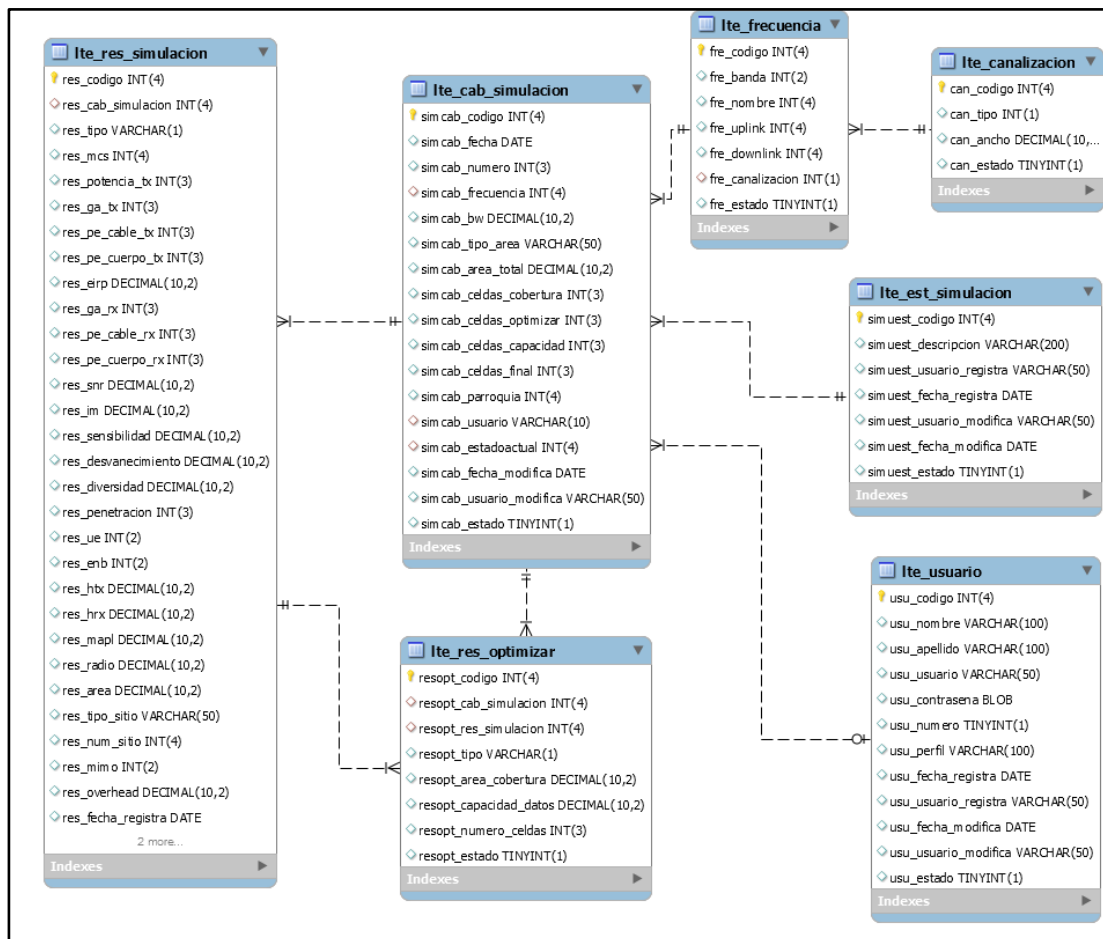 lte_res_simulacion
res_codigo INT(4)
res_cab_simulacion INT(4)
res_tipo VARCHAR(1)
res_mcs INT(4)
res_potencia_tx INT(3)
res_ga_tx INT(3)
res_pe_cable_tx INT(3)
res_pe_cuerpo_tx INT(3)
res_eirp DECIMAL(10,2)
res_ga_rx INT(3)
res_pe_cable_rx INT(3)
res_pe_cuerpo_rx INT(3)
res_snr DECIMAL(10,2)
res_im DECIMAL(10,2)
res_sensibilidad DECIMAL(10,2)
res_desvanecimiento DECIMAL(10,2)
res_diversidad DECIMAL(10,2)
res_penetracion INT(3)
res_ue INT(2)
res_enb INT(2)
res_htx DECIMAL(10,2)
res_hrx DECIMAL(10,2)
res_mapl DECIMAL(10,2)
res_radio DECIMAL(10,2)
res_area DECIMAL(10,2)
res_tipo_sitio VARCHAR(50)
res_num_sitio INT(4)
res_mimo INT(2)
res_overhead DECIMAL(10,2)
res_fecha_registra DATE
2 more...
Indexes
lte_cab_simulacion
simcab_codigo INT(4)
simcab_fecha DATE
simcab_numero INT(3)
simcab_frecuencia INT(4)
simcab_bw DECIMAL(10,2)
simcab_tipo_area VARCHAR(50)
simcab_area_total DECIMAL(10,2)
simcab_celdas_cobertura INT(3)
simcab_celdas_optimizar INT(3)
simcab_celdas_capacidad INT(3)
simcab_celdas_final INT(3)
simcab_parroquia INT(4)
simcab_usuario VARCHAR(10)
simcab_estadoactual INT(4)
simcab_fecha_modifica DATE
simcab_usuario_modifica VARCHAR(50)
simcab_estado TINYINT(1)
Indexes
lte_res_optimizar
resopt_codigo INT(4)
resopt_cab_simulacion INT(4)
resopt_res_simulacion INT(4)
resopt_tipo VARCHAR(1)
resopt_area_cobertura DECIMAL(10,2)
resopt_capacidad_datos DECIMAL(10,2)
resopt_numero_celdas INT(3)
resopt_estado TINYINT(1)
Indexes
lte_frecuencia
fre_codigo INT(4)
fre_banda INT(2)
fre_nombre INT(4)
fre_uplink INT(4)
fre_downlink INT(4)
fre_canalizacion INT(1)
fre_estado TINYINT(1)
Indexes
lte_canalizacion
can_codigo INT(4)
can_tipo INT(1)
can_ancho DECIMAL(10,...
can_estado TINYINT(1)
Indexes
lte_est_simulacion
simuest_codigo INT(4)
simuest_descripcion VARCHAR(200)
simuest_usuario_registra VARCHAR(50)
simuest_fecha_registra DATE
simuest_usuario_modifica VARCHAR(50)
simuest_fecha_modifica DATE
simuest_estado TINYINT(1)
Indexes
lte_usuario
usu_codigo INT(4)
usu_nombre VARCHAR(100)
usu_apellido VARCHAR(100)
usu_usuario VARCHAR(50)
usu_contrasena BLOB
usu_numero TINYINT(1)
usu_perfil VARCHAR(100)
usu_fecha_registra DATE
usu_usuario_registra VARCHAR(50)
usu_fecha_modifica DATE
usu_usuario_modifica VARCHAR(50)
usu_estado TINYINT(1)
Indexes